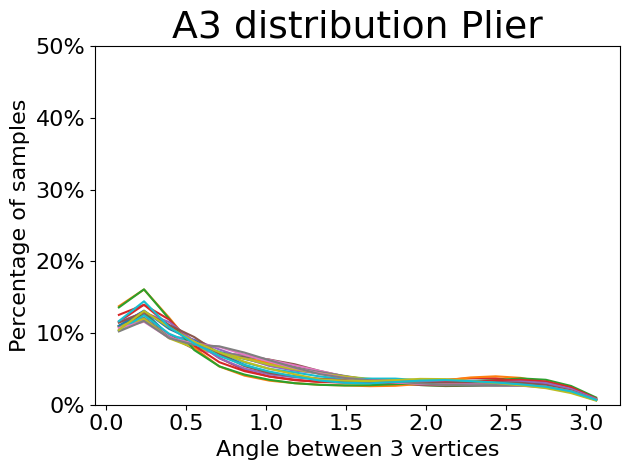 A3 distribution Plier
50%
40%
30%
20%
10%
0%
Percentage of samples
0.0 0.5 1.0 1.5 2.0 2.5 3.0
Angle between 3 vertices